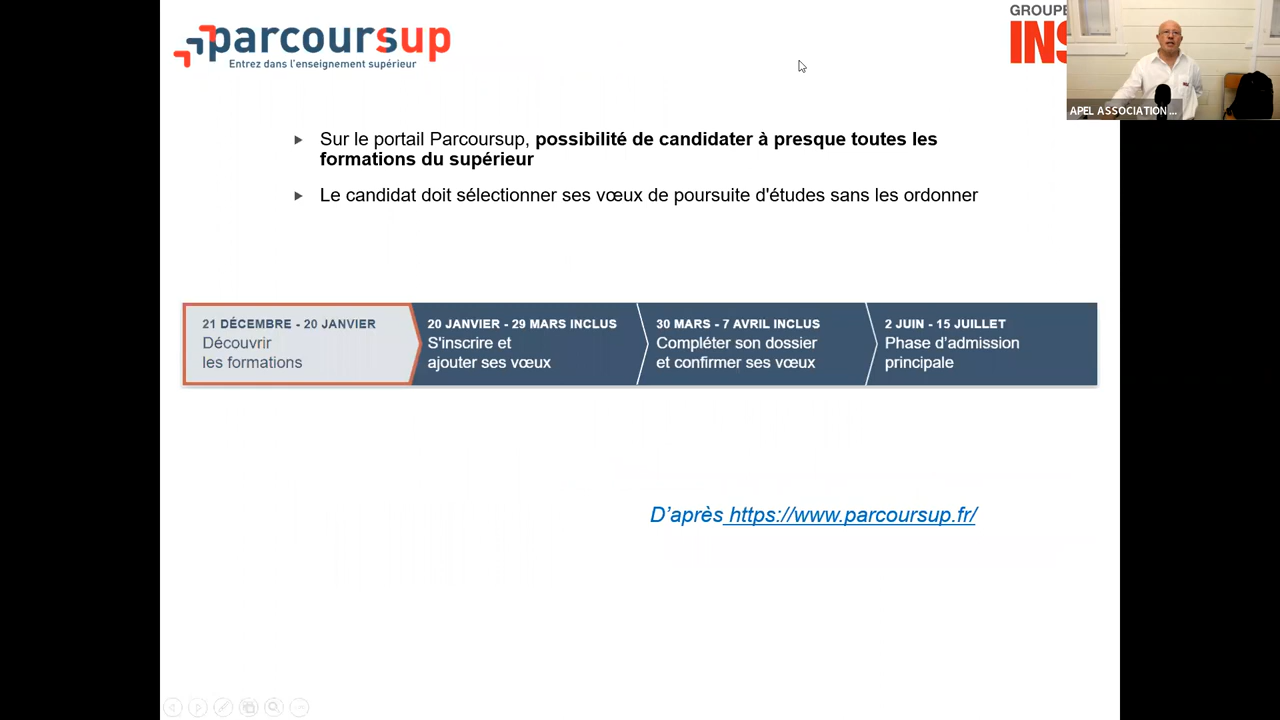 parcoursup
Entrez dans l'enseignement supérieur
GROUPE
INS
APEL ASSOCIATION ...
Sur le portail Parcoursup, possibilité de candidater à presque toutes les
formations du supérieur
Le candidat doit sélectionner ses vœux de poursuite d'études sans les ordonner
21 DÉCEMBRE - 20 JANVIER
Découvrir
les formations
20 JANVIER - 29 MARS INCLUS
S'inscrire et
ajouter ses vœux
30 MARS - 7 AVRIL INCLUS
Compléter son dossier
et confirmer ses vœux
2 JUIN - 15 JUILLET
Phase d'admission
principale
D'après https://www.parcoursup.fr/